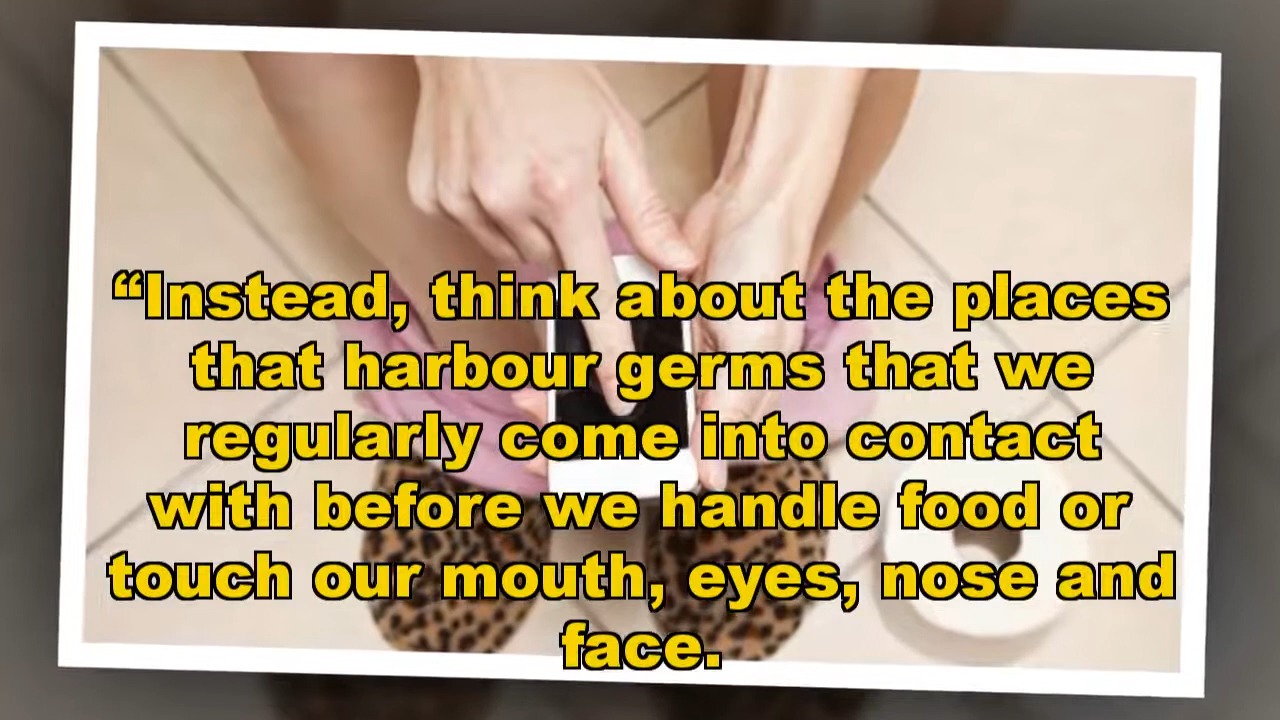 “Instead, think about the places
that harbour germs that we
regularly come into contact
with before we handle food or
touch our mouth, eyes, nose and
face.